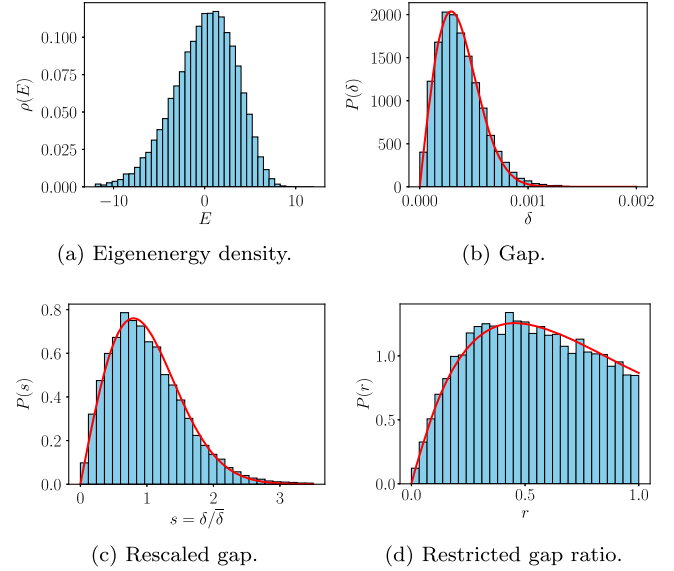 0.100
0.075
0.050
0.025
0.000
ρ(E)
−10 0 10
E
(a) Eigenenergy density.
2000
1500
1000
500
0
P(δ)
0.000 0.001 0.002
δ
(b) Gap.
0.8
0.6
0.4
0.2
0.0
P(s)
0 1 2 3
s = δ/δ̅
(c) Rescaled gap.
1.0
0.5
0.0
P(r)
0.0 0.5 1.0
r
(d) Restricted gap ratio.